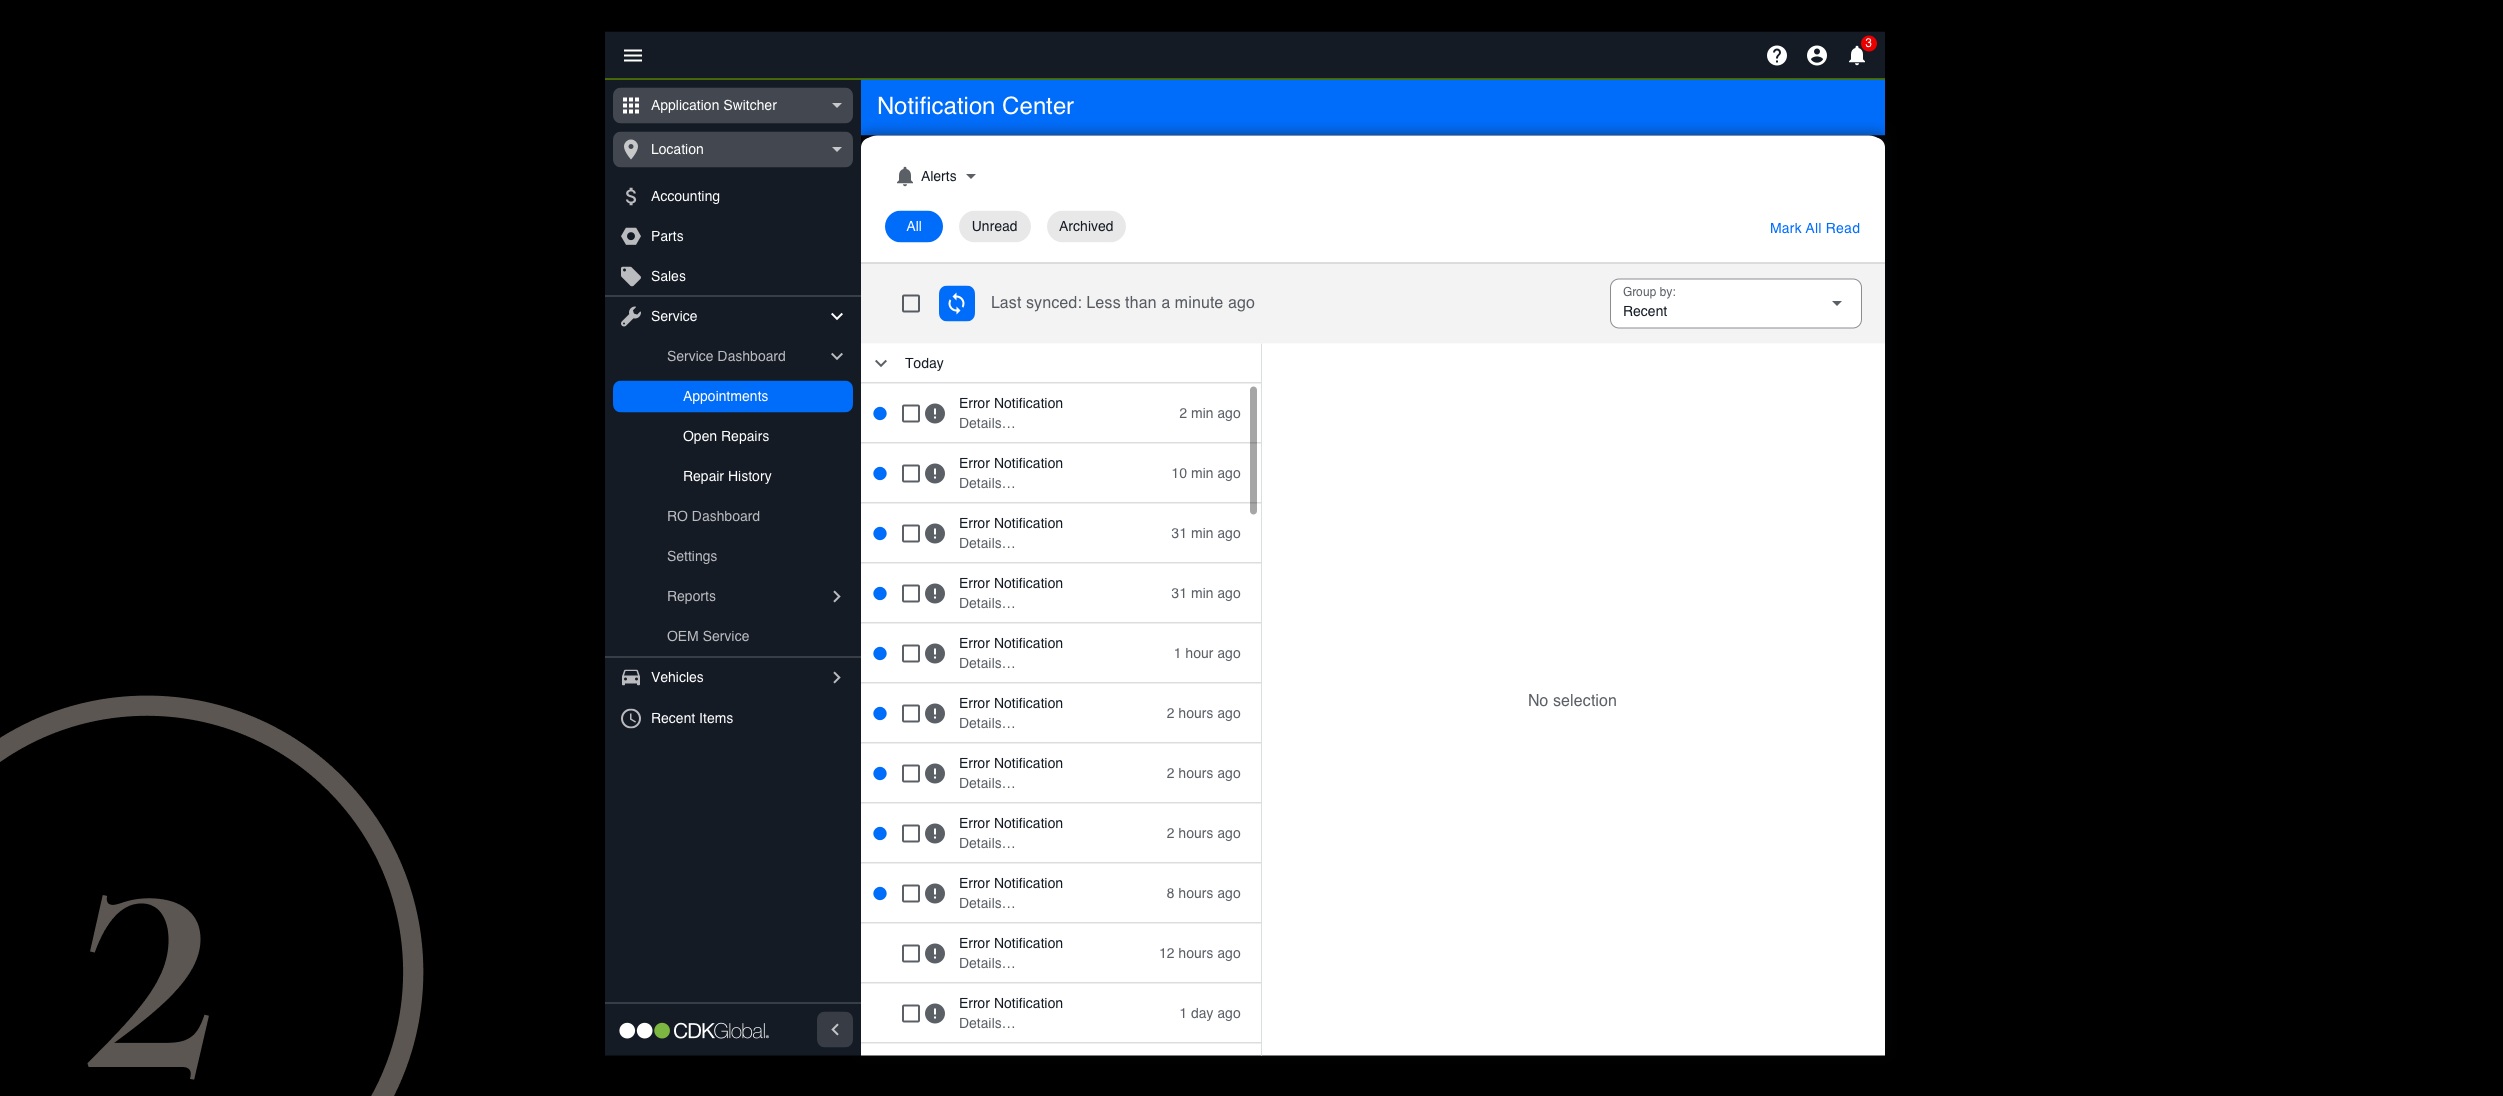 3
Application Switcher
Location
Accounting
Parts
Sales
Service
Service Dashboard
Appointments
Open Repairs
Repair History
RO Dashboard
Settings
Reports
OEM Service
Vehicles
Recent Items
CDKGlobal.
Notification Center
Alerts
All Unread Archived
Mark All Read
Last synced: Less than a minute ago
Group by:
Recent
Today
Error Notification
Details...
2 min ago
Error Notification
Details...
10 min ago
Error Notification
Details...
31 min ago
Error Notification
Details...
31 min ago
Error Notification
Details...
1 hour ago
Error Notification
Details...
2 hours ago
Error Notification
Details...
2 hours ago
Error Notification
Details...
2 hours ago
Error Notification
Details...
8 hours ago
Error Notification
Details...
12 hours ago
Error Notification
Details...
1 day ago
No selection
2